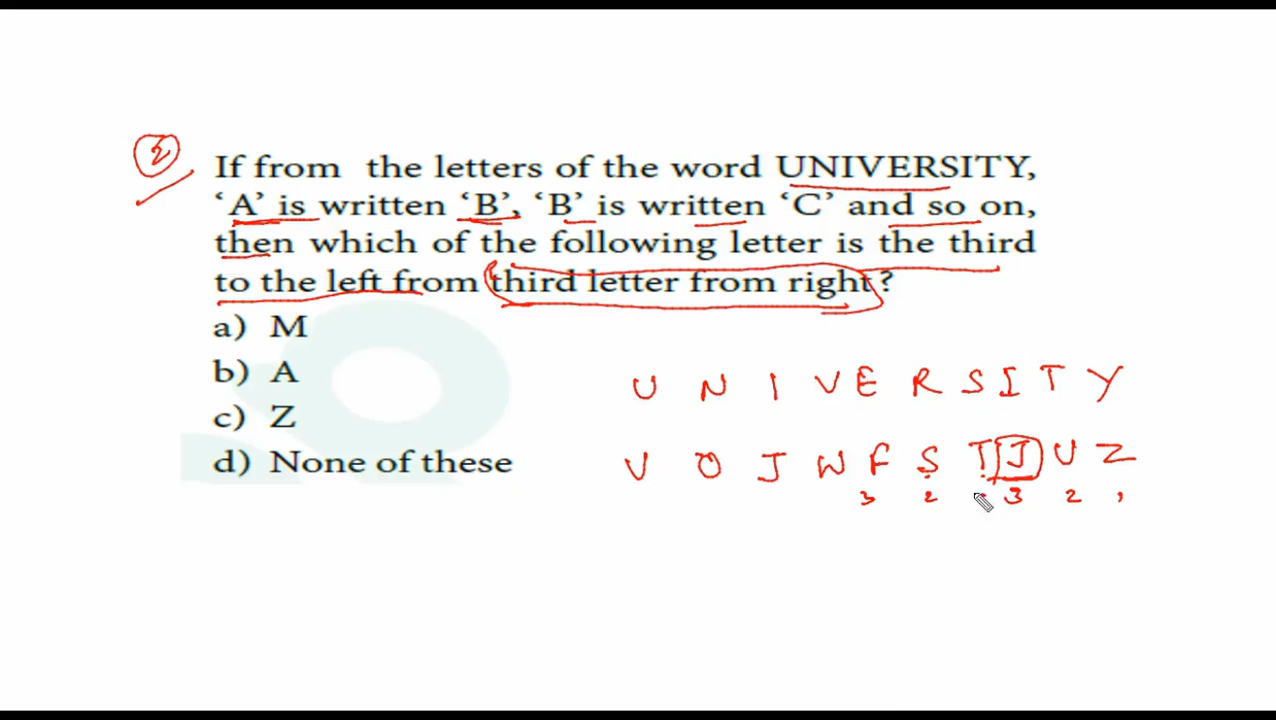 2
If from the letters of the word UNIVERSITY,
‘A’ is written ‘B’, ‘B’ is written ‘C’ and so on,
then which of the following letter is the third
to the left from third letter from right?
a) M
b) A
c) Z
d) None of these
U N I V E R S I T Y
V O J W F S T J U Z
3 2 3 2 1